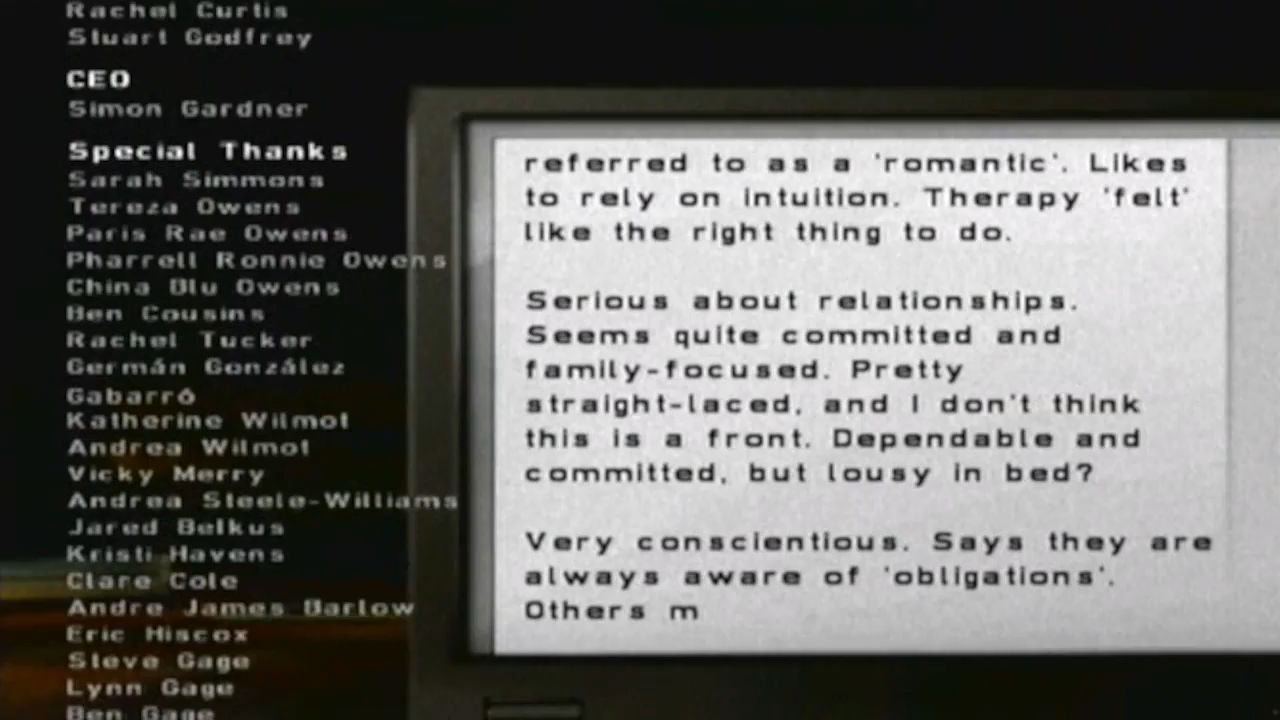 Rachel Curtis
Stuart Godfrey
CEO
Simon Gardner
Special Thanks
Sarah Simmons
Tereza Owens
Paris Rae Owens
Pharrell Ronnie Owens
China Blu Owens
Ben Cousins
Rachel Tucker
Germán González
Gabarró
Katherine Wilmot
Andrea Wilmot
Vicky Merry
Andrea Steele-Williams
Jared Belkus
Kristi Havens
Clare Cole
Andre James Barlow
Eric Hiscox
Steve Gage
Lynn Gage
Ben Gage
referred to as a 'romantic'. Likes
to rely on intuition. Therapy 'felt'
like the right thing to do.
Serious about relationships.
Seems quite committed and
family-focused. Pretty
straight-laced, and I don't think
this is a front. Dependable and
committed, but lousy in bed?
Very conscientious. Says they are
always aware of 'obligations'.
Others m